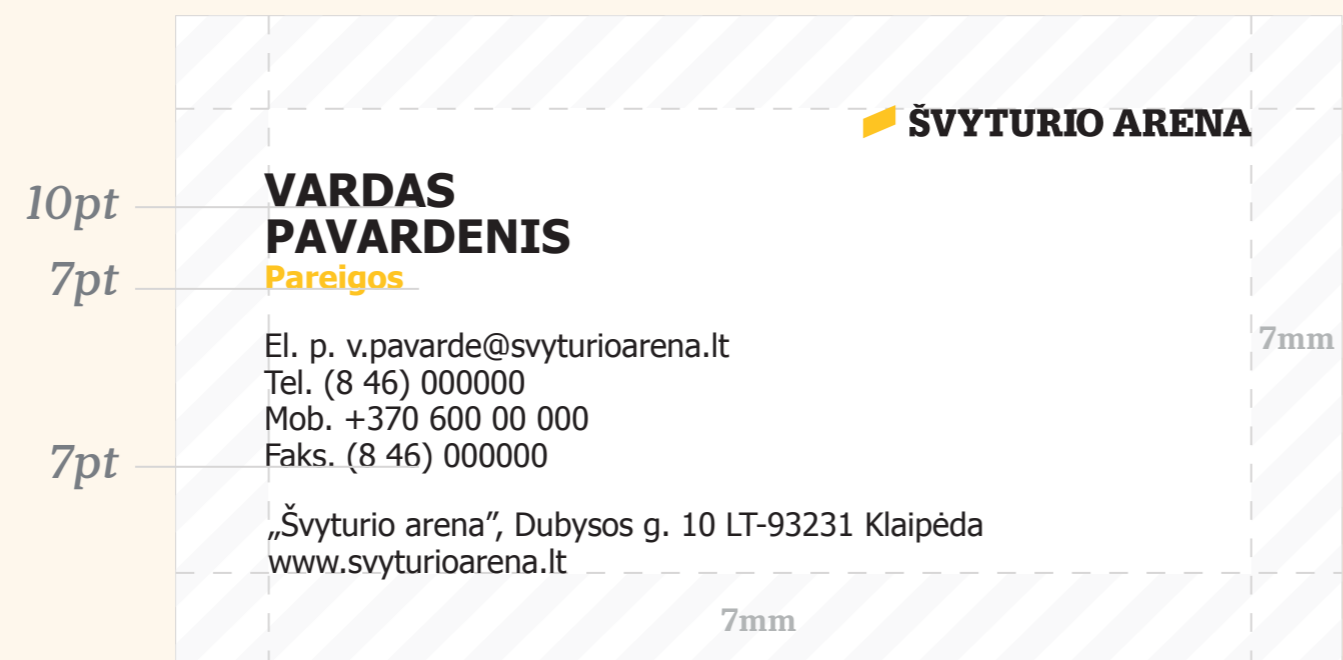 ŠVYTURIO ARENA
10pt
VARDAS
PAVARDENIS
7pt
Pareigos
El. p. v.pavarde@svyturioarena.lt
7mm
Tel. (8 46) 000000
Mob. +370 600 00 000
7pt
Faks. (8 46) 000000
„Švyturio arena”, Dubysos g. 10 LT-93231 Klaipėda
www.svyturioarena.lt
7mm